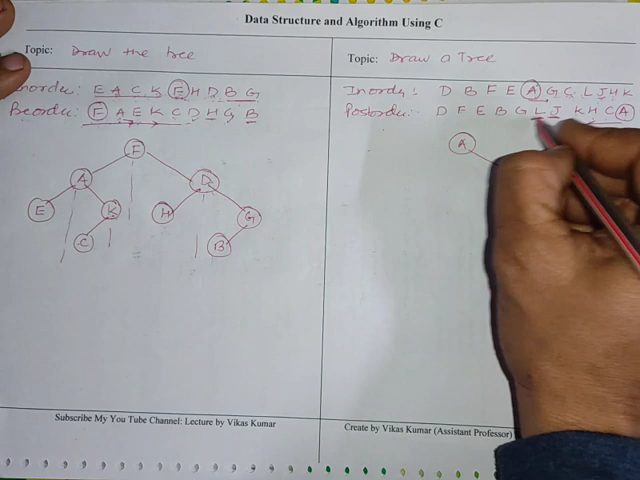 Data Structure and Algorithm Using C
Topic: Draw the tree
Inorder: E A C K F H D B G
Preorder: F A E K C D H G B
F
A D
E K H G
C B
Topic: Draw a Tree
Inordr: D B F E A G C L J H K
Postorder: D F E B G L J K H C A
A
Subscribe My You Tube Channel: Lecture by Vikas Kumar
Create by Vikas Kumar (Assistant Professor)